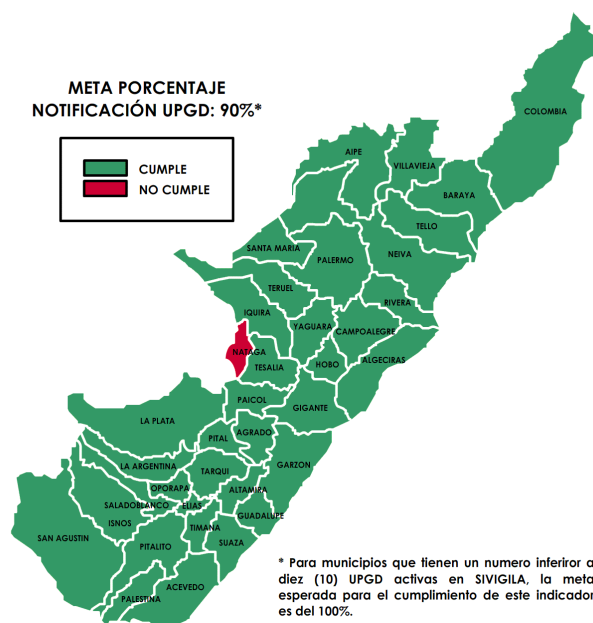 META PORCENTAJE
NOTIFICACIÓN UPGD: 90%*
CUMPLE
NO CUMPLE
COLOMBIA
AIPE
VILLAVIEJA
BARAYA
TELLO
SANTA MARIA
NEIVA
PALERMO
TERUEL
RIVERA
IQUIRA
YAGUARA
CAMPOALEGRE
NATAGA
ALGECIRAS
TESALIA
HOBO
PAICOL
GIGANTE
LA PLATA
AGRADO
PITAL
LA ARGENTINA
GARZON
TARQUI
OPORAPA
ALTAMIRA
SALADOBLANCO
ELIAS
GUADALUPE
ISNOS
TIMANA
SAN AGUSTIN
SUAZA
PITALITO
ACEVEDO
PALESTINA
* Para municipios que tienen un numero inferiror a
diez (10) UPGD activas en SIVIGILA, la meta
esperada para el cumplimiento de este indicador
es del 100%.